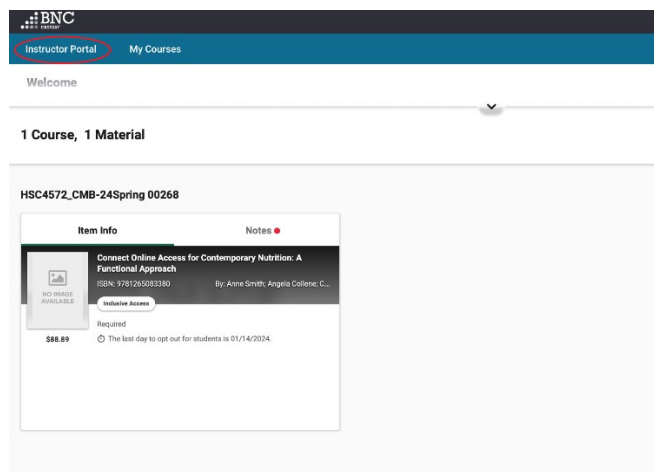 BNC
FIRSTDAY
Instructor Portal My Courses
Welcome
1 Course, 1 Material
HSC4572_CMB-24Spring 00268
Item Info Notes
Connect Online Access for Contemporary Nutrition: A
Functional Approach
ISBN: 9781265083380 By: Anne Smith; Angela Collene; C...
NO IMAGE
AVAILABLE
Inclusive Access
Required
$88.89 The last day to opt out for students is 01/14/2024.